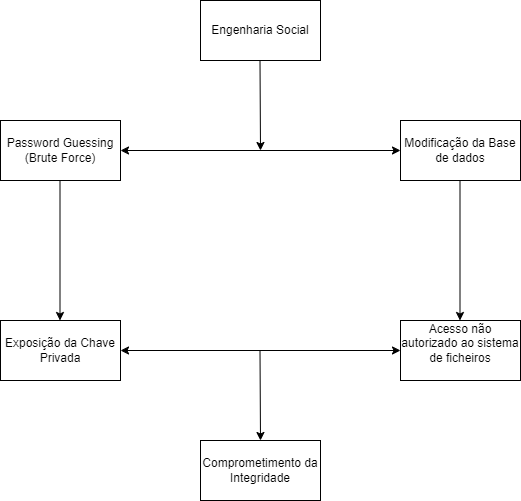 Engenharia Social
Password Guessing
(Brute Force)
Modificação da Base
de dados
Exposição da Chave
Privada
Acesso não
autorizado ao sistema
de ficheiros
Comprometimento da
Integridade